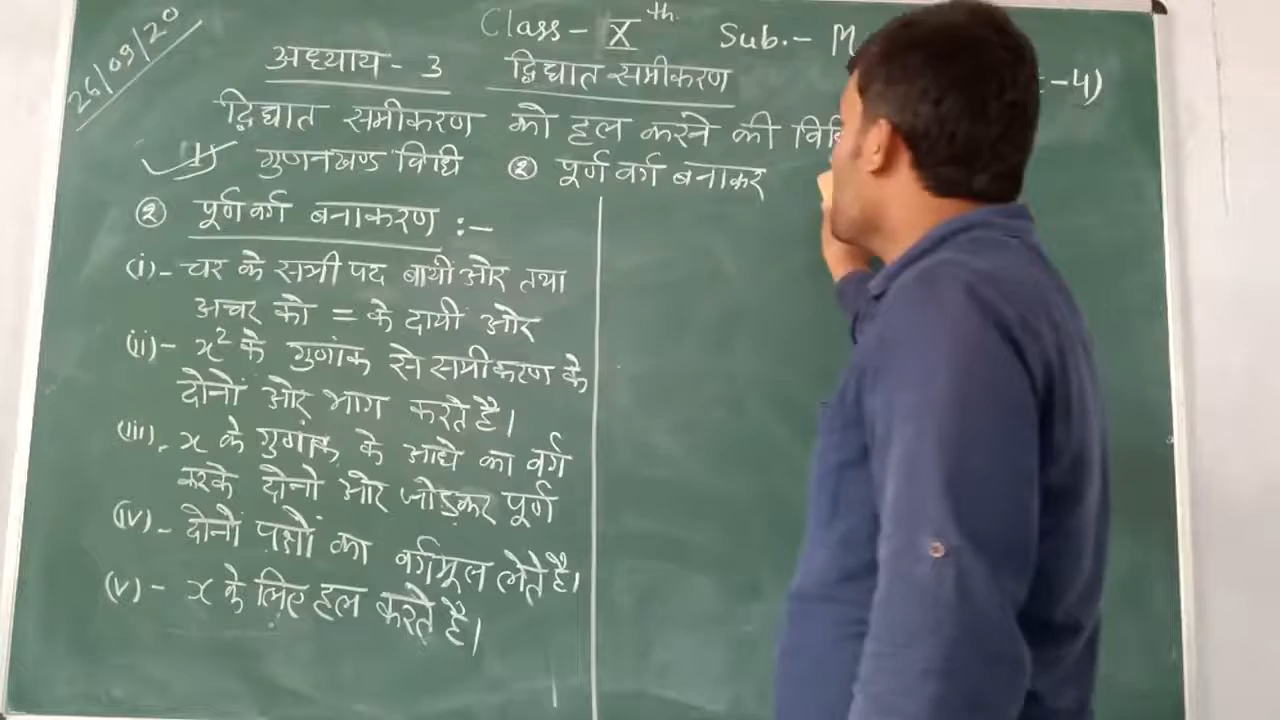 26/09/20
Class - X th. Sub. - M
अध्याय - 3 द्विघात समीकरण -4)
द्विघात समीकरण को हल करने की
1) गुणनखण्ड विधी ② पूर्ण वर्ग बनाकर
② पूर्ण वर्ग बनाकरण :-
(i)- चर के सभी पद बायी ओर तथा
अचर को = के दायी ओर
(ii)- x² के गुणांक से समीकरण के
दोनों ओर भाग करते है।
(iii)- x के गुणांक के आधे का वर्ग
करके दोनो ओर जोड़कर पूर्ण
(iv)- दोनों पक्षों का वर्गमूल लेते है।
(v)- x के लिए हल करते है।